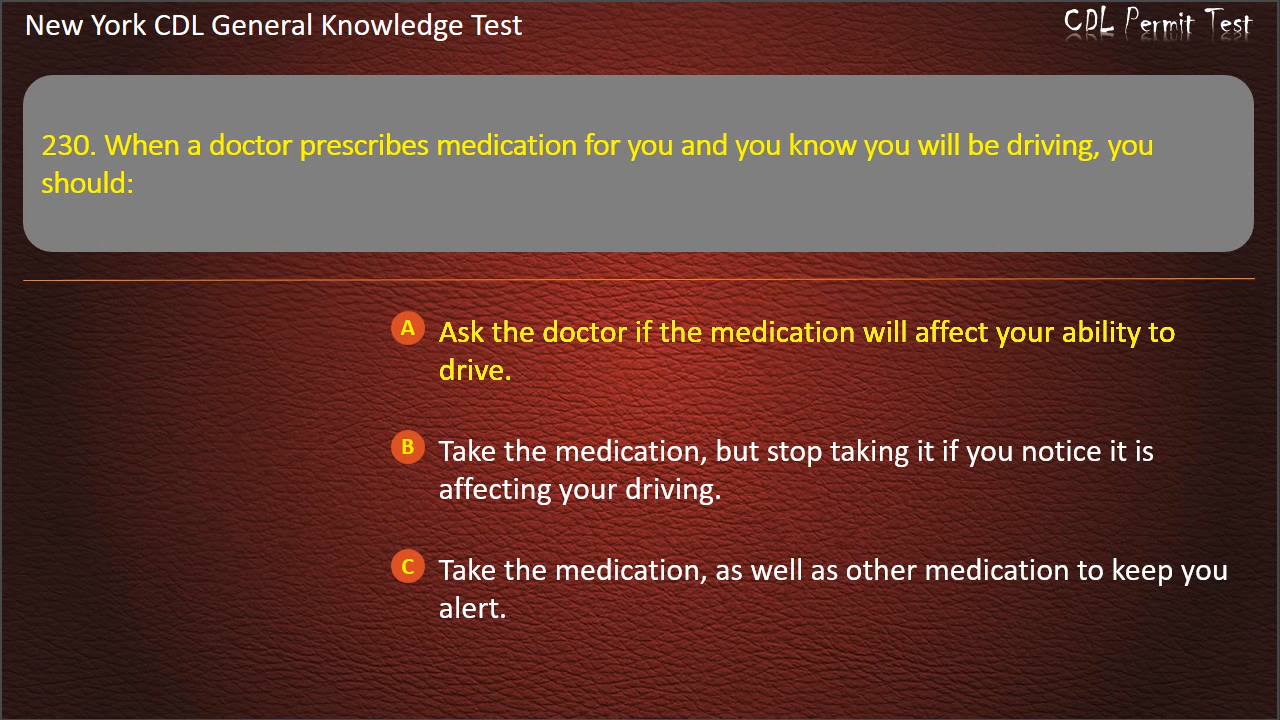 New York CDL General Knowledge Test
CDL Permit Test
230. When a doctor prescribes medication for you and you know you will be driving, you
should:
A Ask the doctor if the medication will affect your ability to
drive.
B Take the medication, but stop taking it if you notice it is
affecting your driving.
C Take the medication, as well as other medication to keep you
alert.